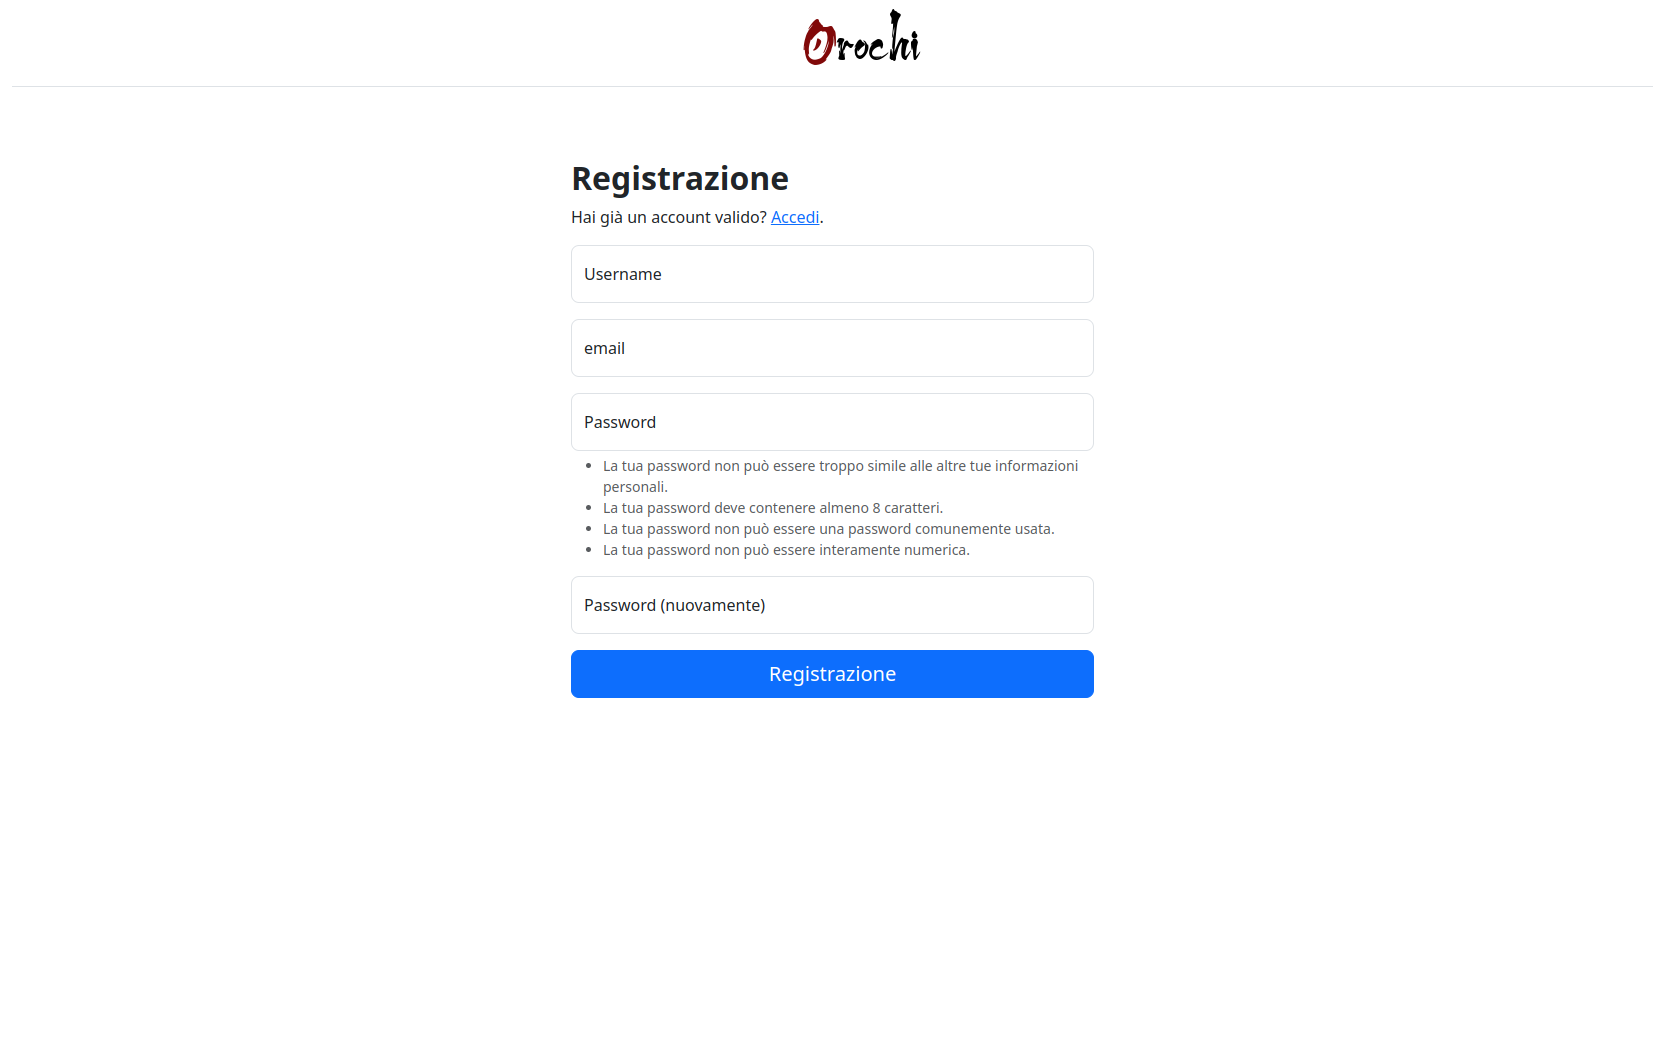 Orochi
Registrazione
Hai già un account valido? Accedi.
Username
email
Password
La tua password non può essere troppo simile alle altre tue informazioni
personali.
La tua password deve contenere almeno 8 caratteri.
La tua password non può essere una password comunemente usata.
La tua password non può essere interamente numerica.
Password (nuovamente)
Registrazione